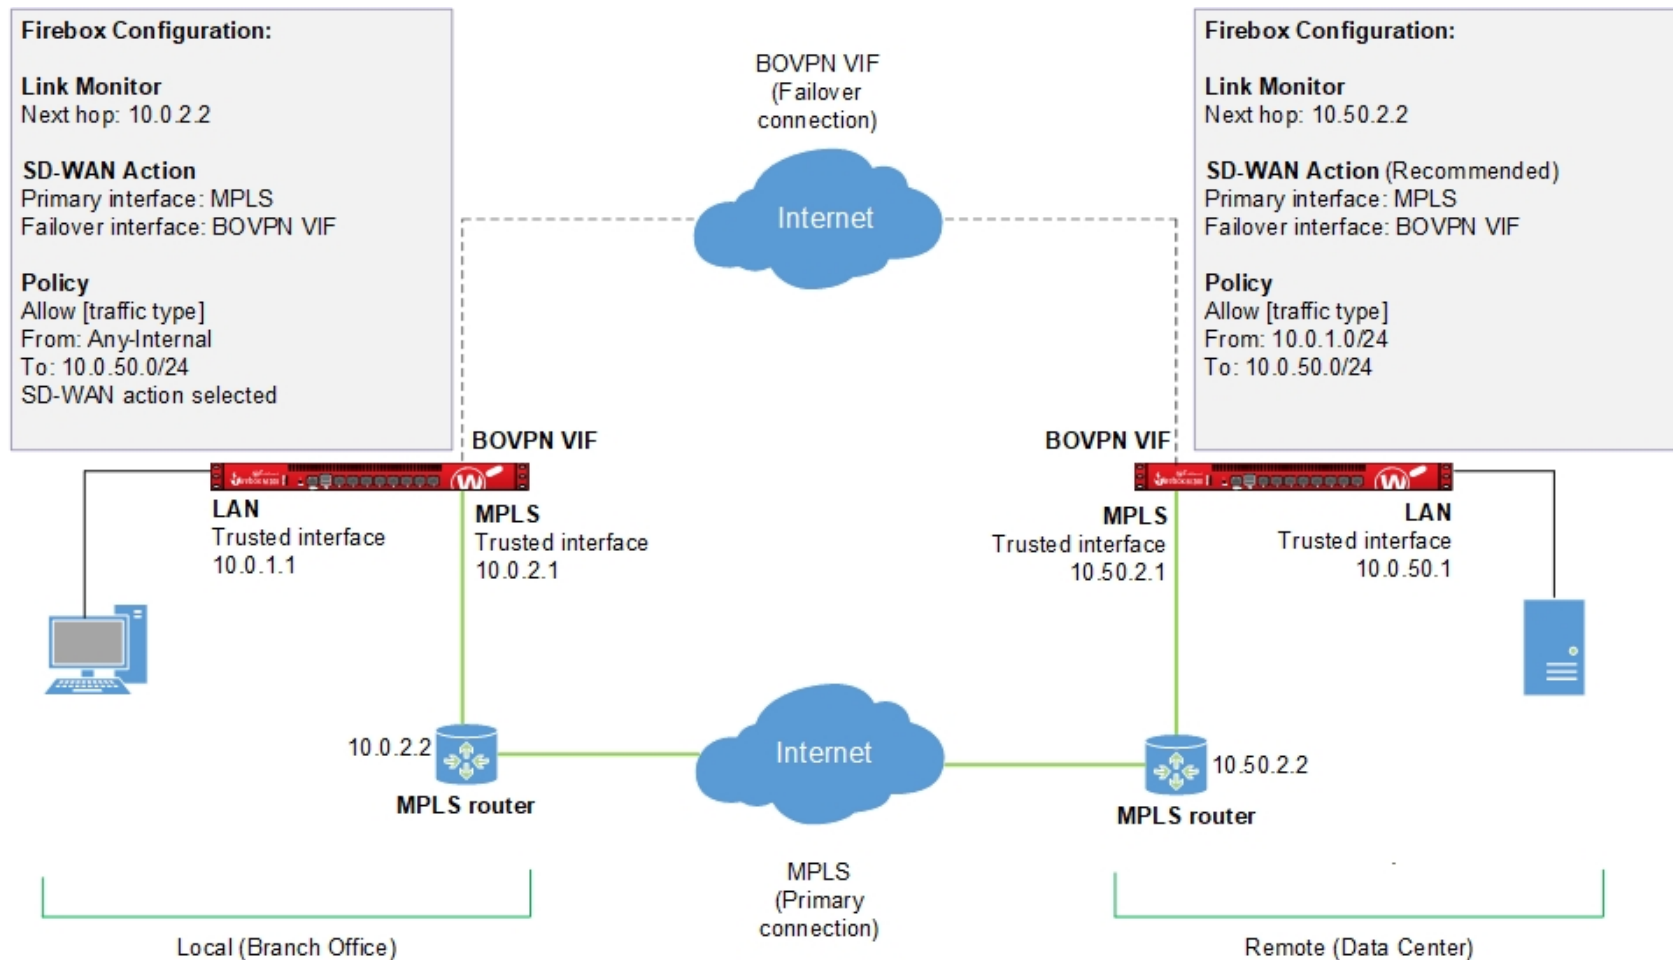 Firebox Configuration:
Link Monitor
Next hop: 10.0.2.2
SD-WAN Action
Primary interface: MPLS
Failover interface: BOVPN VIF
Policy
Allow [traffic type]
From: Any-Internal
To: 10.0.50.0/24
SD-WAN action selected
BOVPN VIF
(Failover
connection)
Internet
Firebox Configuration:
Link Monitor
Next hop: 10.50.2.2
SD-WAN Action (Recommended)
Primary interface: MPLS
Failover interface: BOVPN VIF
Policy
Allow [traffic type]
From: 10.0.1.0/24
To: 10.0.50.0/24
BOVPN VIF
BOVPN VIF
W
W
LAN
Trusted interface
10.0.1.1
MPLS
Trusted interface
10.0.2.1
MPLS
Trusted interface
10.50.2.1
LAN
Trusted interface
10.0.50.1
10.0.2.2
MPLS router
Internet
10.50.2.2
MPLS router
MPLS
(Primary
connection)
Local (Branch Office)
Remote (Data Center)